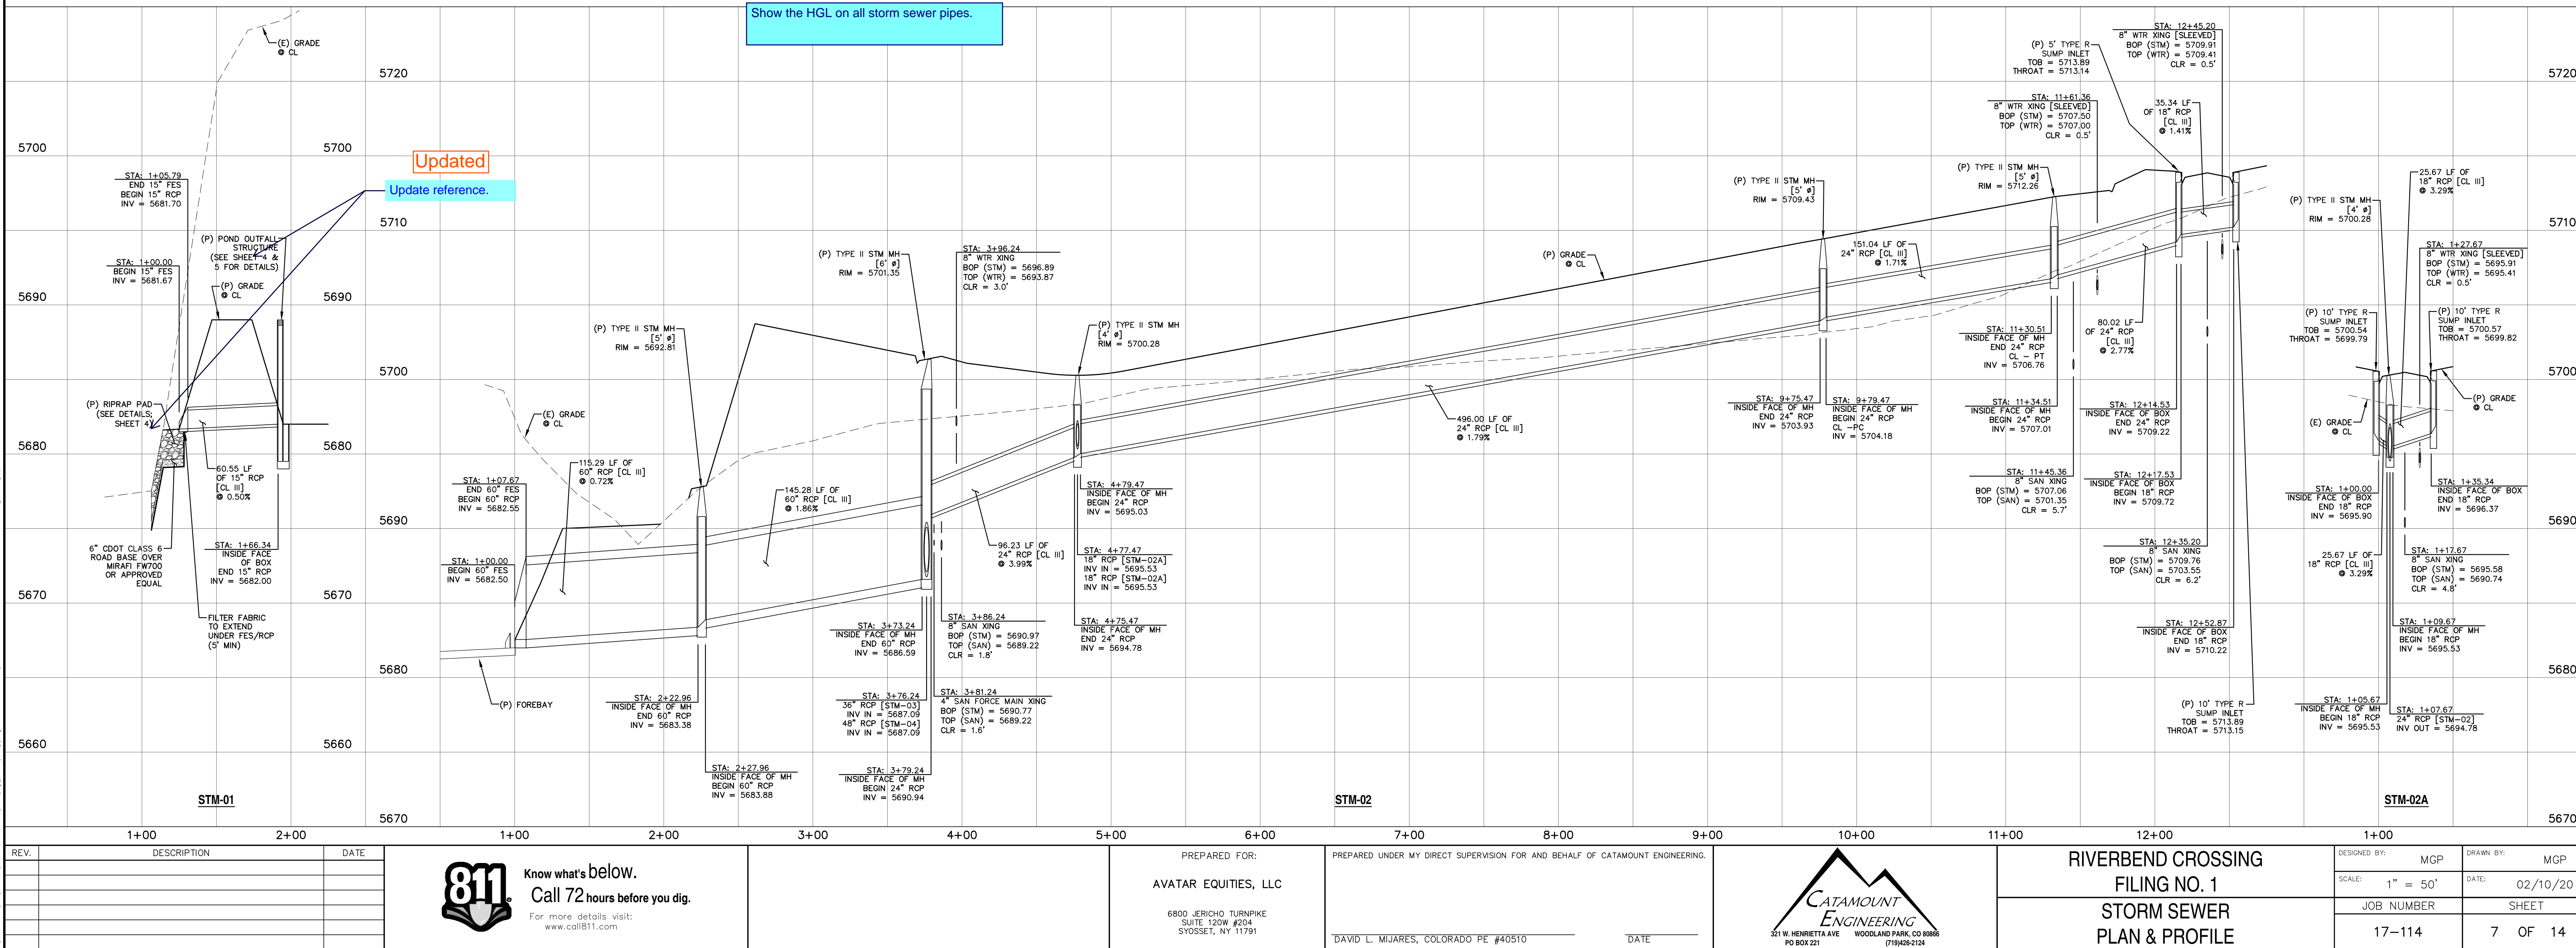 Show the HGL on all storm sewer pipes.
(E) GRADE
@ CL
5720
5700
5700
Updated
Update reference.
STA: 1+05.79
END 15" FES
BEGIN 15" RCP
INV = 5681.70
(P) POND OUTFALL
STRUCTURE
(SEE SHEET 4 &
5 FOR DETAILS)
STA: 1+00.00
BEGIN 15" FES
INV = 5681.67
5710
(P) GRADE
@ CL
5690
5690
5700
(P) RIPRAP PAD
(SEE DETAILS;
SHEET 4)
5680
5680
60.55 LF
OF 15" RCP
[CL III]
@ 0.50%
6" CDOT CLASS 6
ROAD BASE OVER
MIRAFI FW700
OR APPROVED
EQUAL
STA: 1+66.34
INSIDE FACE
OF BOX
END 15" RCP
INV = 5682.00
FILTER FABRIC
TO EXTEND
UNDER FES/RCP
(5' MIN)
5690
5670
5670
5680
5660
5660
5670
STM-01
(E) GRADE
@ CL
115.29 LF OF
60" RCP [CL III]
@ 0.72%
STA: 1+07.67
END 60" FES
BEGIN 60" RCP
INV = 5682.55
STA: 1+00.00
BEGIN 60" FES
INV = 5682.50
(P) FOREBAY
(P) TYPE II STM MH
[5' ø]
RIM = 5692.81
145.28 LF OF
60" RCP [CL III]
@ 1.86%
STA: 2+22.96
INSIDE FACE OF MH
END 60" RCP
INV = 5683.38
STA: 2+27.96
INSIDE FACE OF MH
BEGIN 60" RCP
INV = 5683.88
(P) TYPE II STM MH
[6' ø]
RIM = 5701.35
STA: 3+96.24
8" WTR XING
BOP (STM) = 5696.89
TOP (WTR) = 5693.87
CLR = 3.0'
(P) TYPE II STM MH
[4' ø]
RIM = 5700.28
STA: 4+79.47
INSIDE FACE OF MH
BEGIN 24" RCP
INV = 5695.03
96.23 LF OF
24" RCP [CL III]
@ 3.99%
STA: 4+77.47
18" RCP [STM-02A]
INV IN = 5695.53
18" RCP [STM-02A]
INV IN = 5695.53
STA: 3+73.24
INSIDE FACE OF MH
END 60" RCP
INV = 5686.59
STA: 3+86.24
8" SAN XING
BOP (STM) = 5690.97
TOP (SAN) = 5689.22
CLR = 1.8'
STA: 4+75.47
INSIDE FACE OF MH
END 24" RCP
INV = 5694.78
STA: 3+76.24
36" RCP [STM-03]
INV IN = 5687.09
48" RCP [STM-04]
INV IN = 5687.09
STA: 3+81.24
4" SAN FORCE MAIN XING
BOP (STM) = 5690.77
TOP (SAN) = 5689.22
CLR = 1.6'
STA: 3+79.24
INSIDE FACE OF MH
BEGIN 24" RCP
INV = 5690.94
STM-02
(P) GRADE
@ CL
496.00 LF OF
24" RCP [CL III]
@ 1.79%
(P) TYPE II STM MH
[5' ø]
RIM = 5709.43
151.04 LF OF
24" RCP [CL III]
@ 1.71%
STA: 9+75.47
INSIDE FACE OF MH
END 24" RCP
INV = 5703.93
STA: 9+79.47
INSIDE FACE OF MH
BEGIN 24" RCP
CL -PC
INV = 5704.18
(P) TYPE II STM MH
[5' ø]
RIM = 5712.26
STA: 11+61.36
8" WTR XING [SLEEVED]
BOP (STM) = 5707.50
TOP (WTR) = 5707.00
CLR = 0.5'
(P) 5' TYPE R
SUMP INLET
TOB = 5713.89
THROAT = 5713.14
STA: 12+45.20
8" WTR XING [SLEEVED]
BOP (STM) = 5709.91
TOP (WTR) = 5709.41
CLR = 0.5'
35.34 LF
OF 18" RCP
[CL III]
@ 1.41%
STA: 11+30.51
INSIDE FACE OF MH
END 24" RCP
CL - PT
INV = 5706.76
80.02 LF
OF 24" RCP
[CL III]
@ 2.77%
STA: 11+34.51
INSIDE FACE OF MH
BEGIN 24" RCP
INV = 5707.01
STA: 12+14.53
INSIDE FACE OF BOX
END 24" RCP
INV = 5709.22
STA: 11+45.36
8" SAN XING
BOP (STM) = 5707.06
TOP (SAN) = 5701.35
CLR = 5.7'
STA: 12+17.53
INSIDE FACE OF BOX
BEGIN 18" RCP
INV = 5709.72
STA: 12+35.20
8" SAN XING
BOP (STM) = 5709.76
TOP (SAN) = 5703.55
CLR = 6.2'
STA: 12+52.87
INSIDE FACE OF BOX
END 18" RCP
INV = 5710.22
(P) 10' TYPE R
SUMP INLET
TOB = 5713.89
THROAT = 5713.15
(P) TYPE II STM MH
[4' ø]
RIM = 5700.28
25.67 LF OF
18" RCP [CL III]
@ 3.29%
STA: 1+27.67
8" WTR XING [SLEEVED]
BOP (STM) = 5695.91
TOP (WTR) = 5695.41
CLR = 0.5'
(P) 10' TYPE R
SUMP INLET
TOB = 5700.54
THROAT = 5699.79
(P) 10' TYPE R
SUMP INLET
TOB = 5700.57
THROAT = 5699.82
(E) GRADE
@ CL
(P) GRADE
@ CL
STA: 1+00.00
INSIDE FACE OF BOX
END 18" RCP
INV = 5695.90
STA: 1+35.34
INSIDE FACE OF BOX
END 18" RCP
INV = 5696.37
25.67 LF OF
18" RCP [CL III]
@ 3.29%
STA: 1+17.67
8" SAN XING
BOP (STM) = 5695.58
TOP (SAN) = 5690.74
CLR = 4.8'
STA: 1+09.67
INSIDE FACE OF MH
BEGIN 18" RCP
INV = 5695.53
STA: 1+05.67
INSIDE FACE OF MH
BEGIN 18" RCP
INV = 5695.53
STA: 1+07.67
24" RCP [STM-02]
INV OUT = 5694.78
STM-02A
5720
5710
5700
5690
5680
5670
1+00 2+00 1+00 2+00 3+00 4+00 5+00 6+00 7+00 8+00 9+00 10+00 11+00 12+00 1+00
REV. DESCRIPTION DATE
811
Know what's below.
Call 72 hours before you dig.
For more details visit:
www.call811.com
PREPARED FOR:
AVATAR EQUITIES, LLC
6800 JERICHO TURNPIKE
SUITE 120W #204
SYOSSET, NY 11791
PREPARED UNDER MY DIRECT SUPERVISION FOR AND BEHALF OF CATAMOUNT ENGINEERING.
DAVID L. MIJARES, COLORADO PE #40510 DATE
CATAMOUNT
ENGINEERING
321 W. HENRIETTA AVE WOODLAND PARK, CO 80866
PO BOX 221 (719)426-2124
RIVERBEND CROSSING
FILING NO. 1
STORM SEWER
PLAN & PROFILE
DESIGNED BY: MGP
DRAWN BY: MGP
SCALE: 1" = 50'
DATE: 02/10/20
JOB NUMBER
17-114
SHEET
7 OF 14